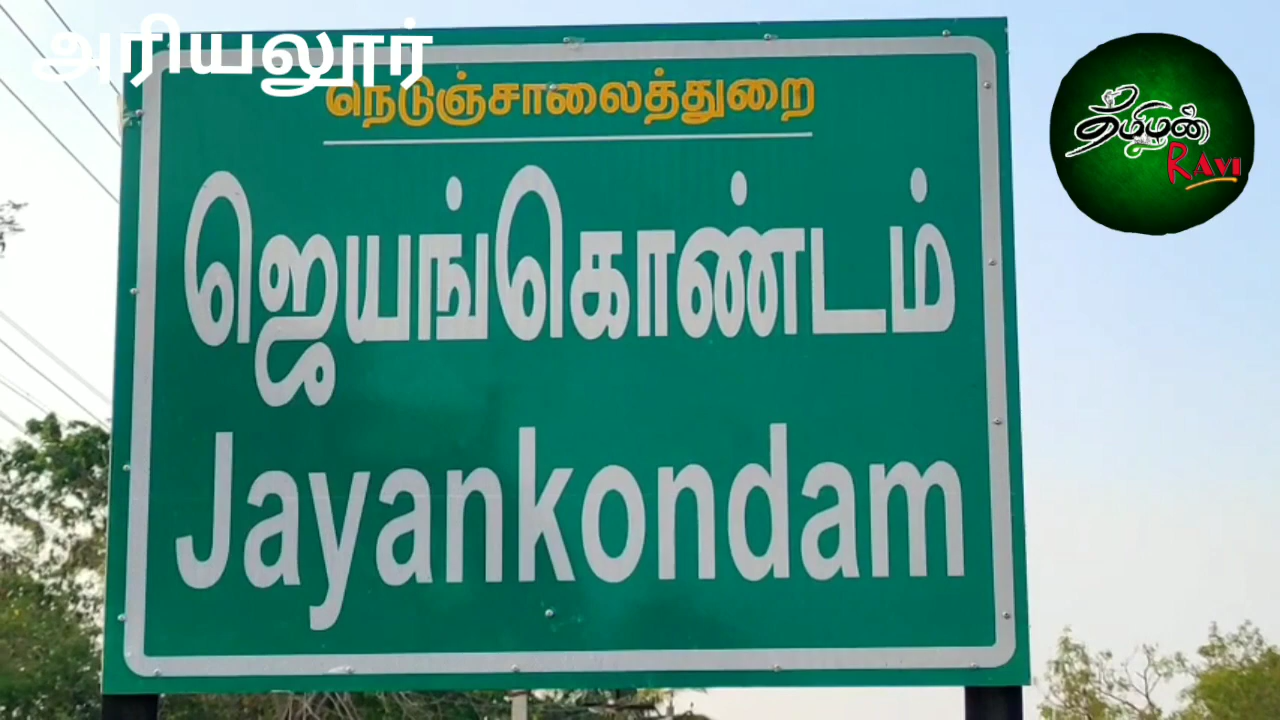 அரியலூர்
நெடுஞ்சாலைத்துறை
ஜெயங்கொண்டம்
Jayankondam
தமிழன்
RAVI